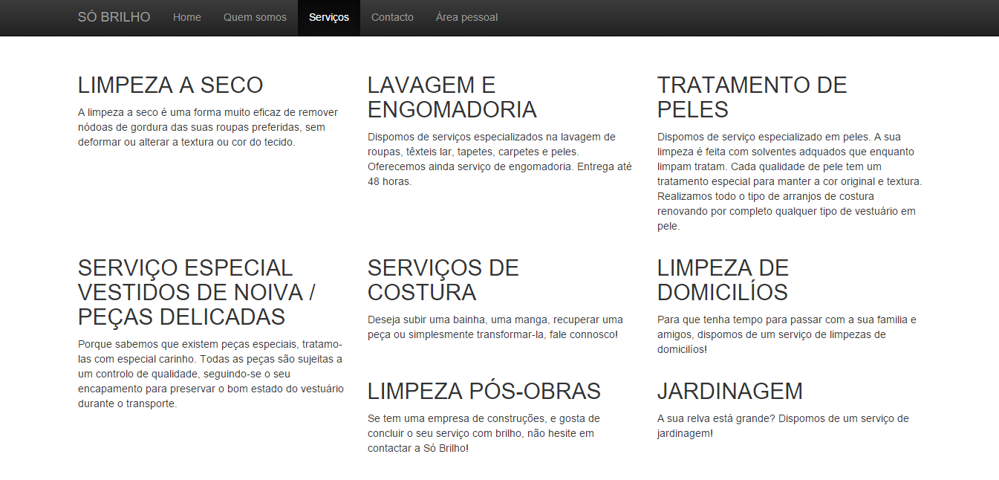 SÓ BRILHO Home Quem somos Serviços Contacto Àrea pessoal
LIMPEZA A SECO
A limpeza a seco é uma forma muito eficaz de remover
nódoas de gordura das suas roupas preferidas, sem
deformar ou alterar a textura ou cor do tecido.
LAVAGEM E
ENGOMADORIA
Dispomos de serviços especializados na lavagem de
roupas, têxteis lar, tapetes, carpetes e peles.
Oferecemos ainda serviço de engomadoria. Entrega até
48 horas.
TRATAMENTO DE
PELES
Dispomos de serviço especializado em peles. A sua
limpeza é feita com solventes adquados que enquanto
limpam tratam. Cada qualidade de pele tem um
tratamento especial para manter a cor original e textura.
Realizamos todo o tipo de arranjos de costura
renovando por completo qualquer tipo de vestuário em
pele.
SERVIÇO ESPECIAL
VESTIDOS DE NOIVA /
PEÇAS DELICADAS
Porque sabemos que existem peças especiais, tratamo-
las com especial carinho. Todas as peças são sujeitas a
um controlo de qualidade, seguindo-se o seu
encapamento para preservar o bom estado do vestuário
durante o transporte.
SERVIÇOS DE
COSTURA
Deseja subir uma bainha, uma manga, recuperar uma
peça ou simplesmente transformar-la, fale connosco!
LIMPEZA DE
DOMICILÍOS
Para que tenha tempo para passar com a sua familia e
amigos, dispomos de um serviço de limpezas de
domicilíos!
LIMPEZA PÓS-OBRAS
Se tem uma empresa de construções, e gosta de
concluir o seu serviço com brilho, não hesite em
contactar a Só Brilho!
JARDINAGEM
A sua relva está grande? Dispomos de um serviço de
jardinagem!